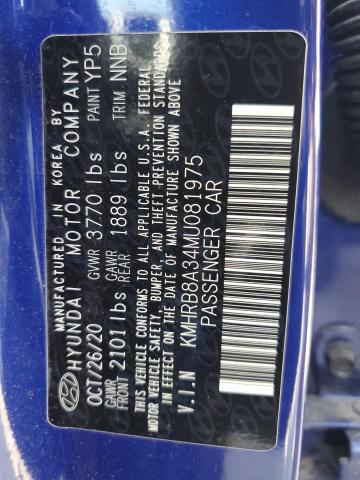 MANUFACTURED IN KOREA BY
HYUNDAI MOTOR COMPANY
OCT/26/20 GVWR 3770 lbs PAINT YP5
GAWR FRONT 2101 lbs GAWR REAR 1889 lbs TRIM NNB
THIS VEHICLE CONFORMS TO ALL APPLICABLE U.S.A. FEDERAL
MOTOR VEHICLE SAFETY, BUMPER, AND THEFT PREVENTION STANDARDS
IN EFFECT ON THE DATE OF MANUFACTURE SHOWN ABOVE.
V.I.N KMHRB8A34MU081975
PASSENGER CAR